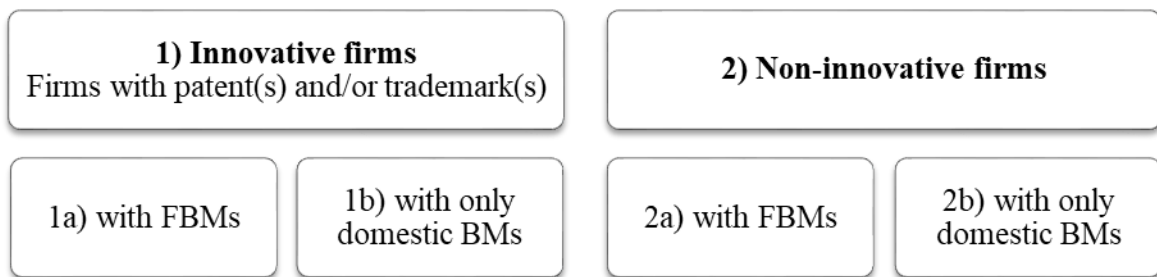 1) Innovative firms
Firms with patent(s) and/or trademark(s)
2) Non-innovative firms
1a) with FBMs
1b) with only
domestic BMs
2a) with FBMs
2b) with only
domestic BMs